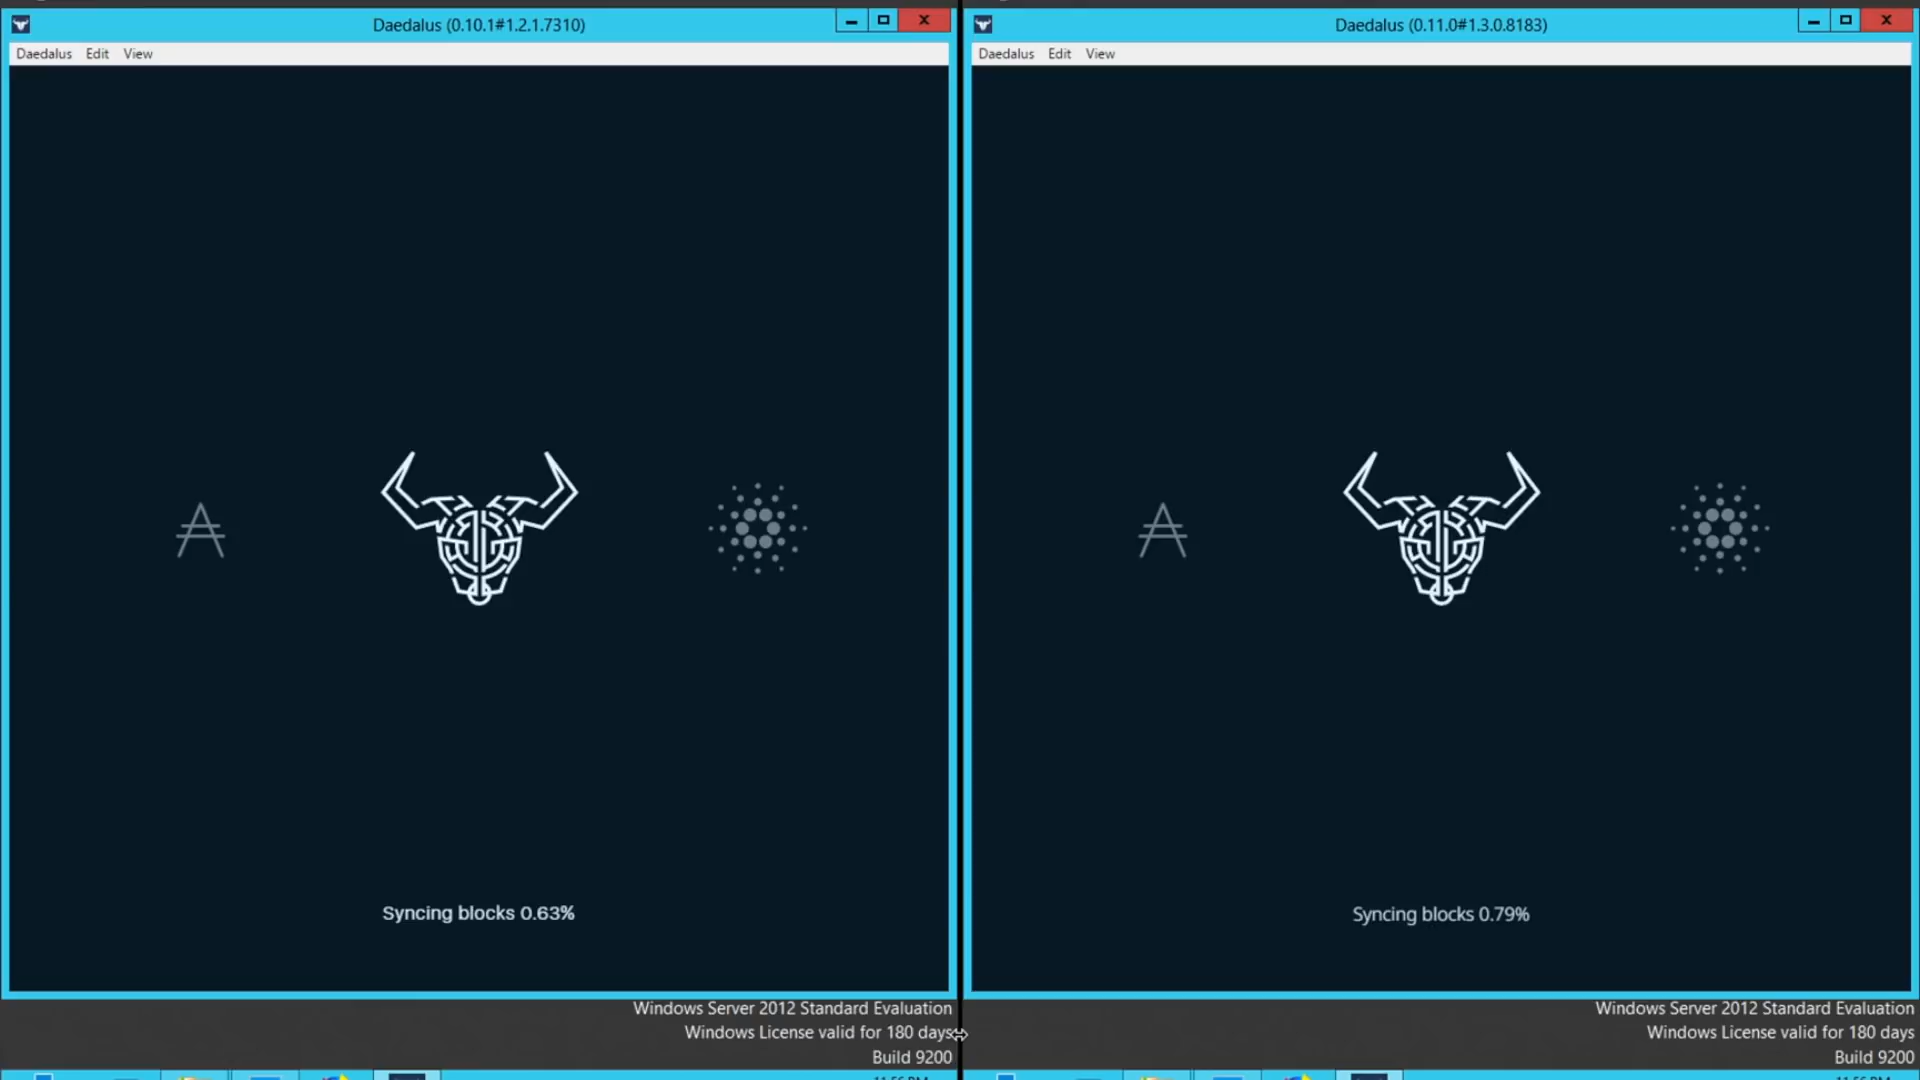 Daedalus (0.10.1#1.2.1.7310)
Daedalus Edit View
Syncing blocks 0.63%
Windows Server 2012 Standard Evaluation
Windows License valid for 180 days
Build 9200
Daedalus (0.11.0#1.3.0.8183)
Daedalus Edit View
Syncing blocks 0.79%
Windows Server 2012 Standard Evaluation
Windows License valid for 180 days
Build 9200